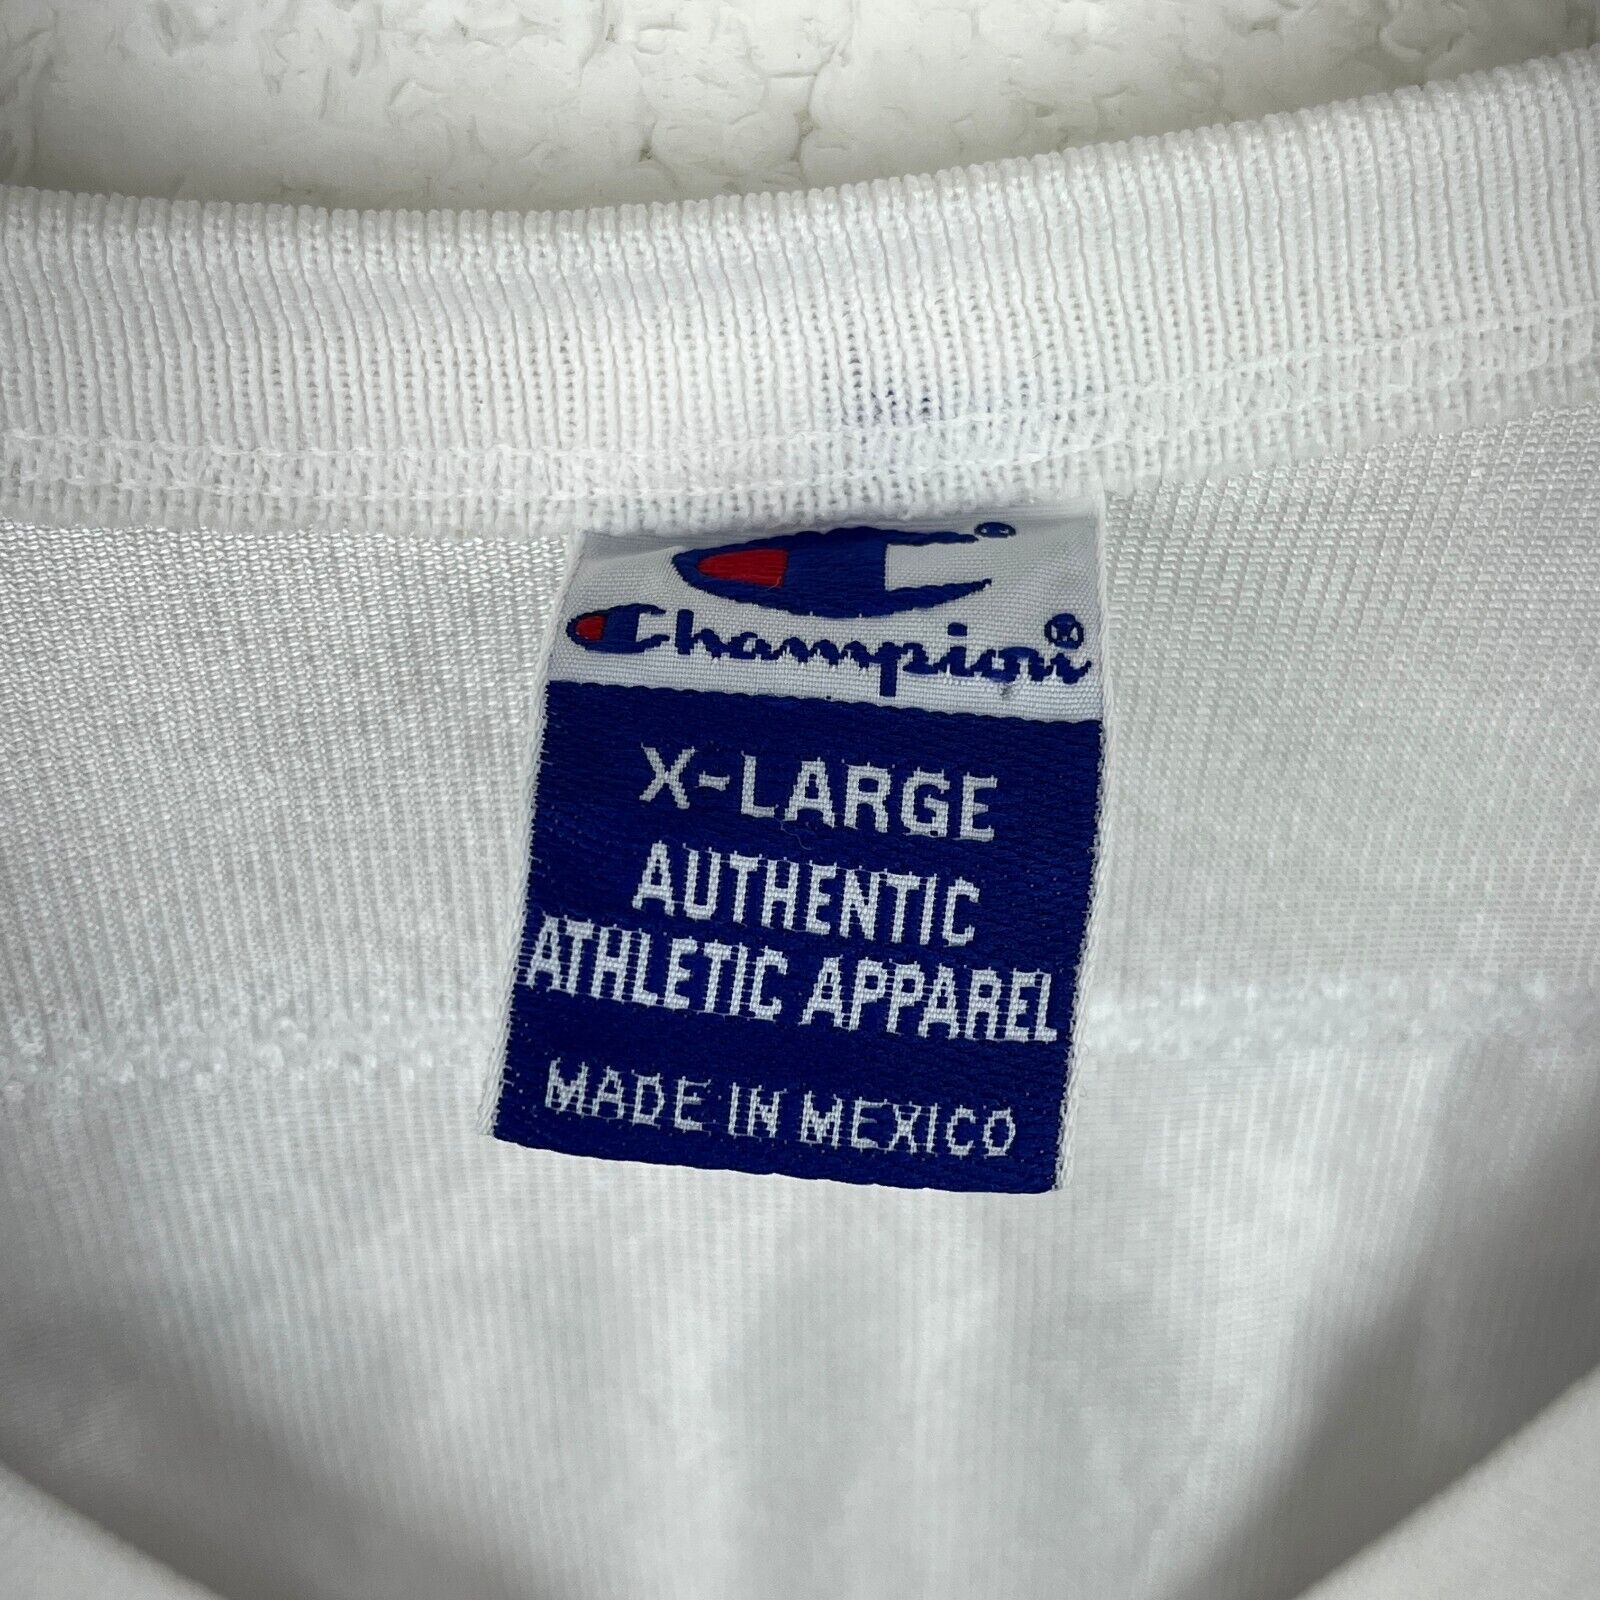 C®
Champion®
X-LARGE
AUTHENTIC
ATHLETIC APPAREL
MADE IN MEXICO